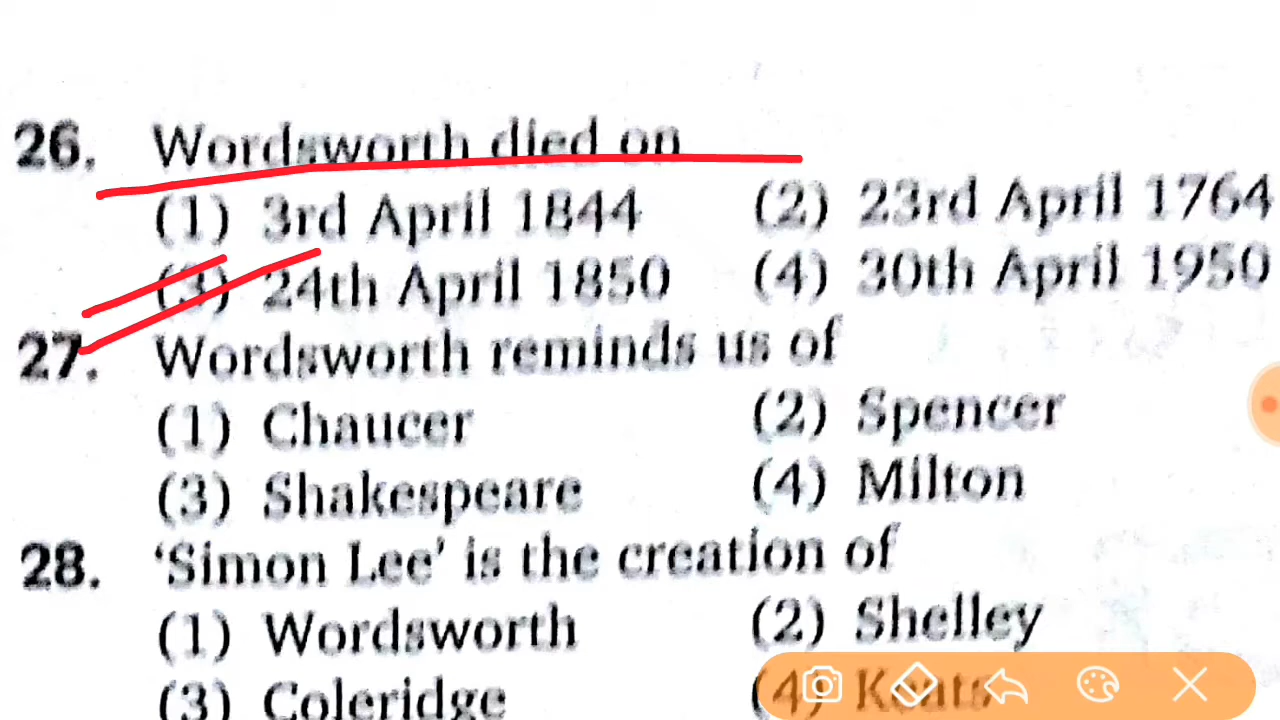 26. Wordsworth died on
(1) 3rd April 1844 (2) 23rd April 1764
(3) 24th April 1850 (4) 30th April 1950
27. Wordsworth reminds us of
(1) Chaucer (2) Spencer
(3) Shakespeare (4) Milton
28. 'Simon Lee' is the creation of
(1) Wordsworth (2) Shelley
(3) Coleridge (4) Keats